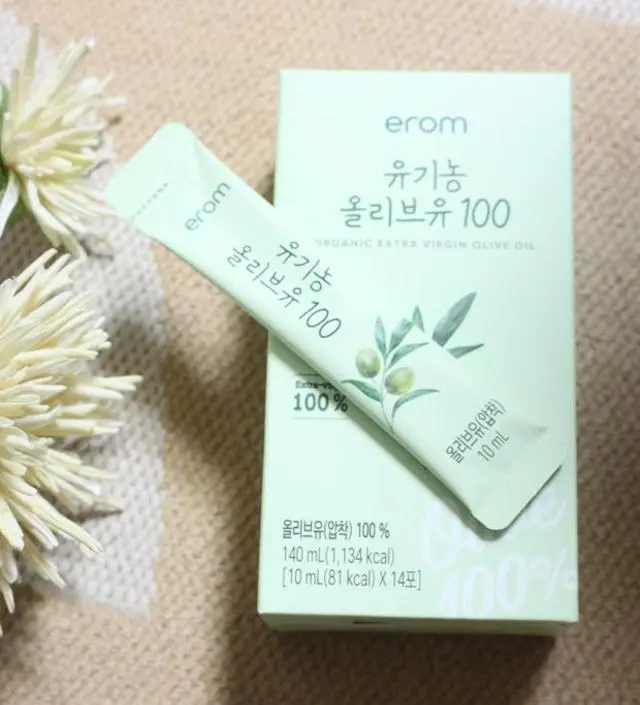 erom
유기농
올리브유 100
ORGANIC EXTRA VIRGIN OLIVE OIL
erom
유기농
올리브유 100
100 %
올리브유(압착)
10 mL
올리브유(압착) 100 %
140 mL(1,134 kcal)
[10 mL(81 kcal) X 14포]
100%